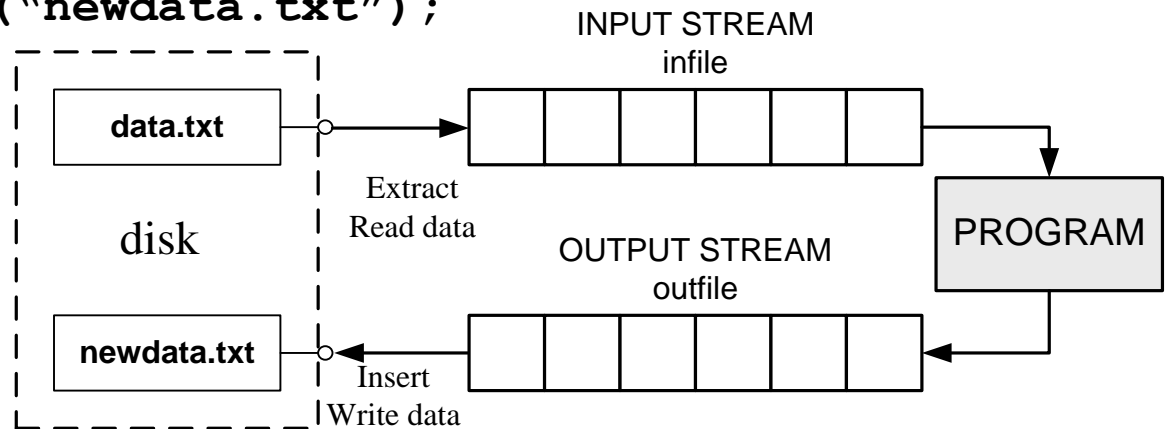 (“newdata.txt”);
INPUT STREAM
infile
data.txt
Extract
Read data
disk
PROGRAM
OUTPUT STREAM
outfile
newdata.txt
Insert
Write data